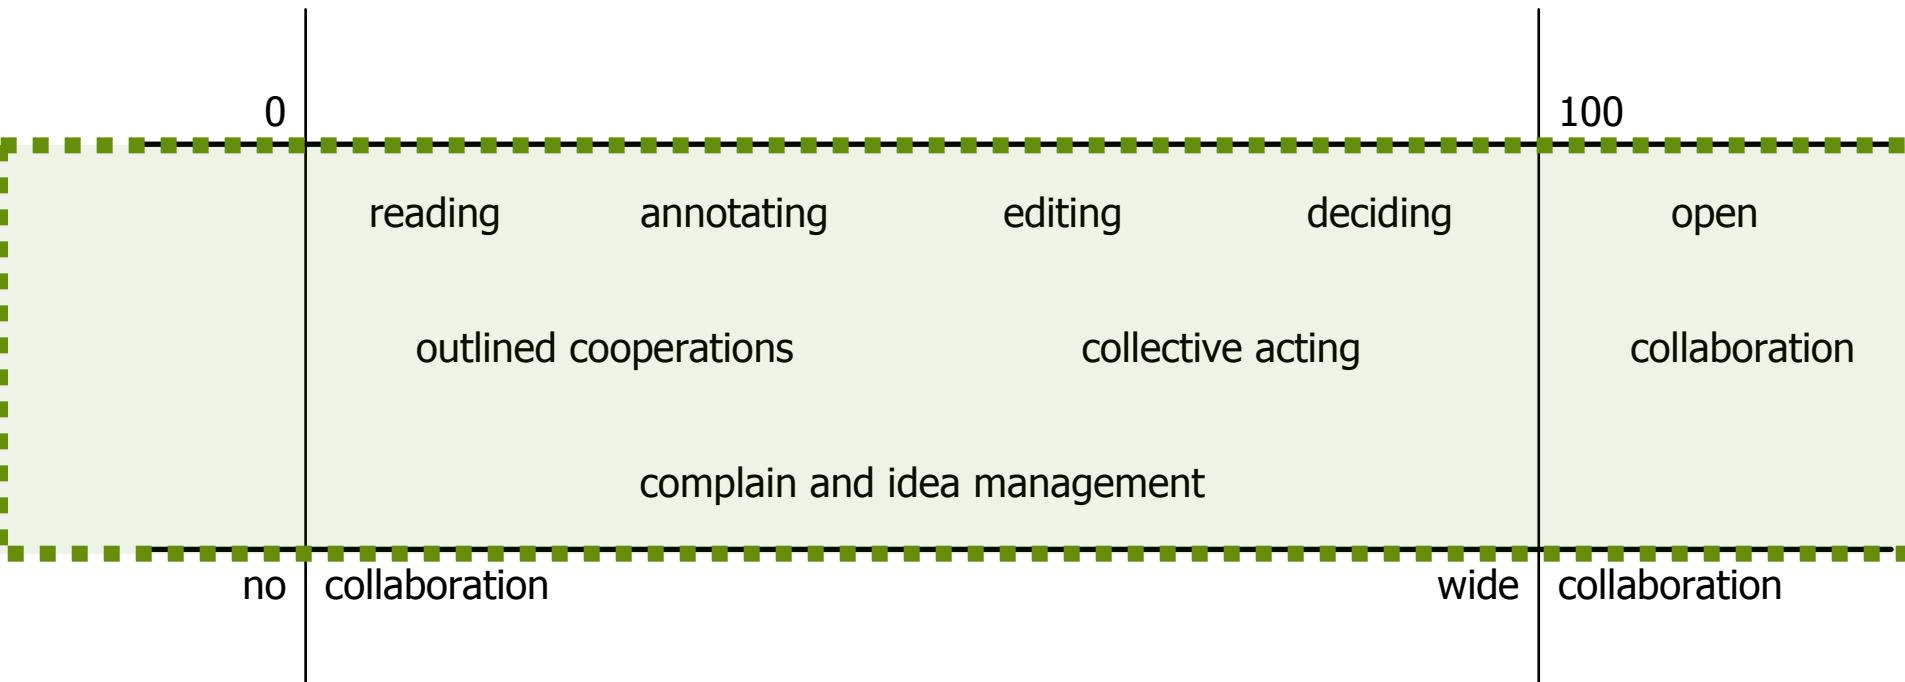 0 100
reading annotating editing deciding open
outlined cooperations collective acting collaboration
complain and idea management
no collaboration wide collaboration